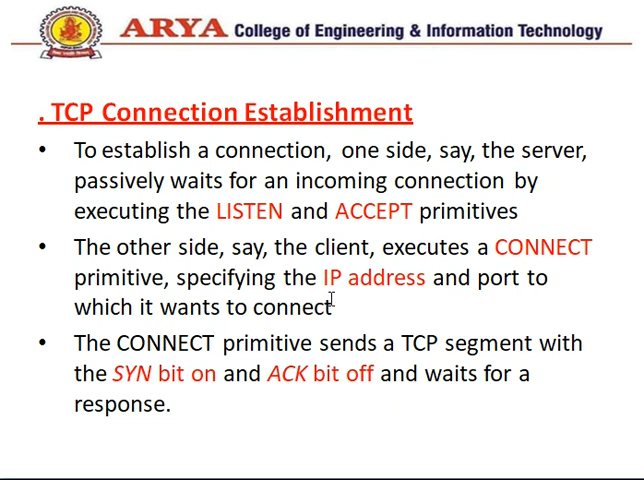 ARYA College of Engineering & Information Technology
. TCP Connection Establishment
• To establish a connection, one side, say, the server,
passively waits for an incoming connection by
executing the LISTEN and ACCEPT primitives
• The other side, say, the client, executes a CONNECT
primitive, specifying the IP address and port to
which it wants to connect
• The CONNECT primitive sends a TCP segment with
the SYN bit on and ACK bit off and waits for a
response.